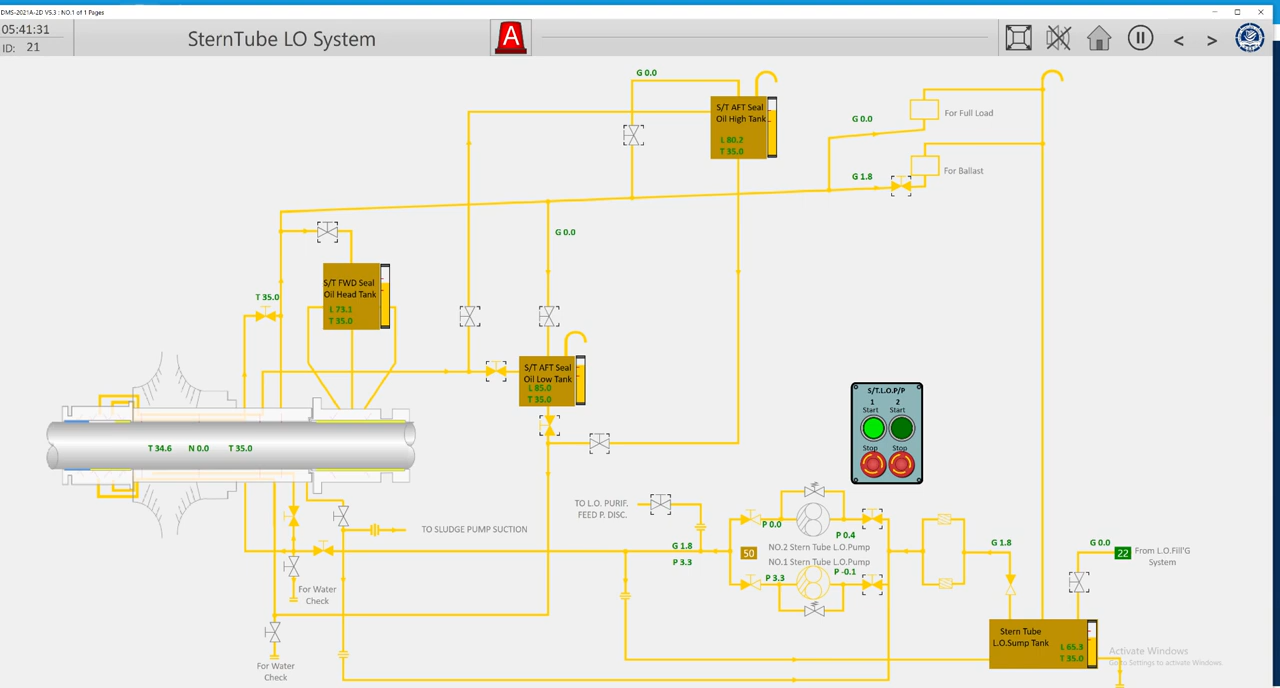 DMS-2021A-2D V5.3 : NO.1 of 1 Pages
05:41:31
ID: 21
SternTube LO System
A
G 0.0
S/T AFT Seal
Oil High Tank
L 80.2
T 35.0
G 0.0
For Full Load
G 1.8
For Ballast
G 0.0
S/T FWD Seal
Oil Head Tank
L 73.1
T 35.0
T 35.0
S/T AFT Seal
Oil Low Tank
L 85.0
T 35.0
S/T.L.O.P/P
1 2
Start Start
Stop Stop
T 34.6 N 0.0 T 35.0
TO L.O. PURIF.
FEED P. DISC.
TO SLUDGE PUMP SUCTION
P 0.0
P 0.4
NO.2 Stern Tube L.O.Pump
G 1.8
50
P 3.3
NO.1 Stern Tube L.O.Pump
P 3.3
P -0.1
G 1.8
G 0.0
22
From L.O.Fill'G
System
For Water
Check
For Water
Check
Stern Tube
L.O.Sump Tank
L 65.3
T 35.0
Activate Windows
Go to Settings to activate Windows.